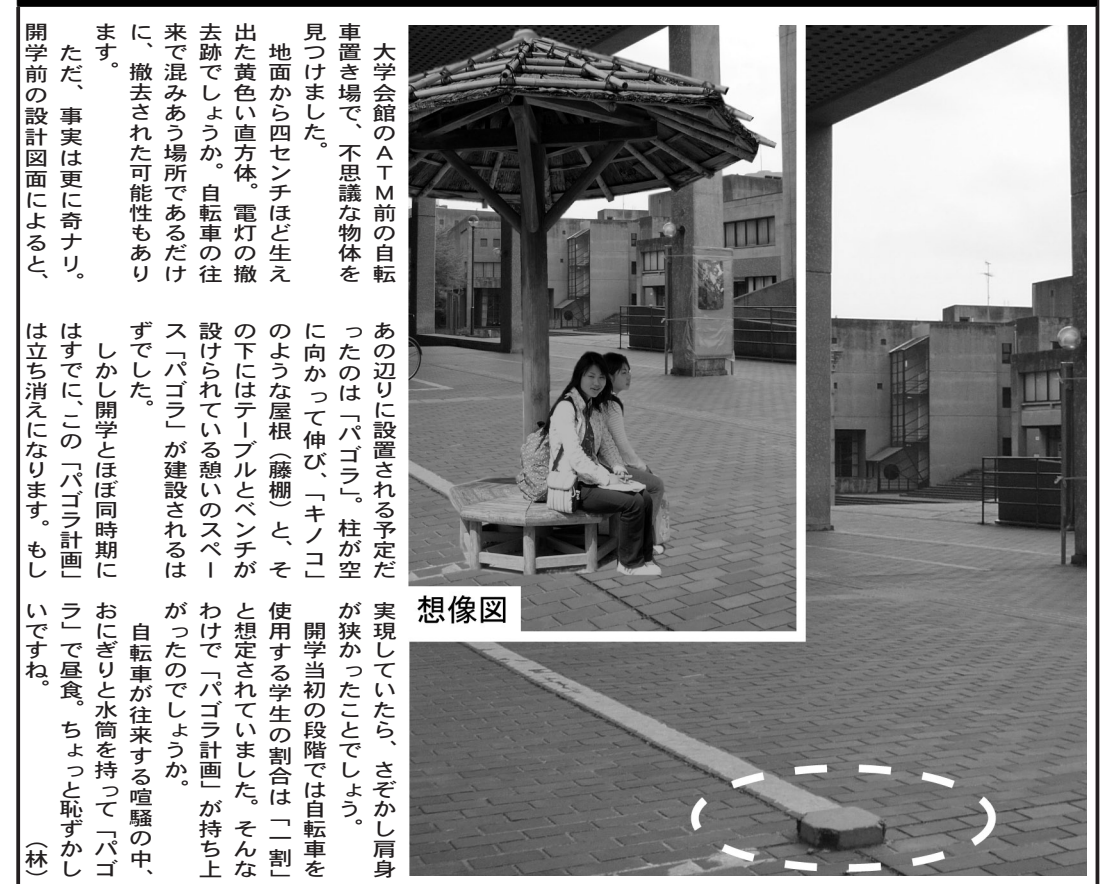 大学会館のＡＴＭ前の自転
車置き場で、不思議な物体を
見つけました。
地面から四センチほど生え
出た黄色い直方体。電灯の撤
去跡でしょうか。自転車の往
来で混みあう場所であるだけ
に、撤去された可能性もあり
ます。
ただ、事実は更に奇ナリ。
開学前の設計図面によると、
あの辺りに設置される予定だ
ったのは「パゴラ」。柱が空
に向かって伸び、「キノコ」
のような屋根（藤棚）と、そ
の下にはテーブルとベンチが
設けられている憩いのスペー
ス「パゴラ」が建設されるは
ずでした。
しかし開学とほぼ同時期に
はすでに、この「パゴラ計画」
は立ち消えになります。もし
実現していたら、さぞかし肩身
が狭かったことでしょう。
開学当初の段階では自転車を
使用する学生の割合は「一割」
と想定されていました。そんな
わけで「パゴラ計画」が持ち上
がったのでしょうか。
自転車が往来する喧騒の中、
おにぎりと水筒を持って「パゴ
ラ」で昼食。ちょっと恥ずかし
いですね。
（林）
想像図